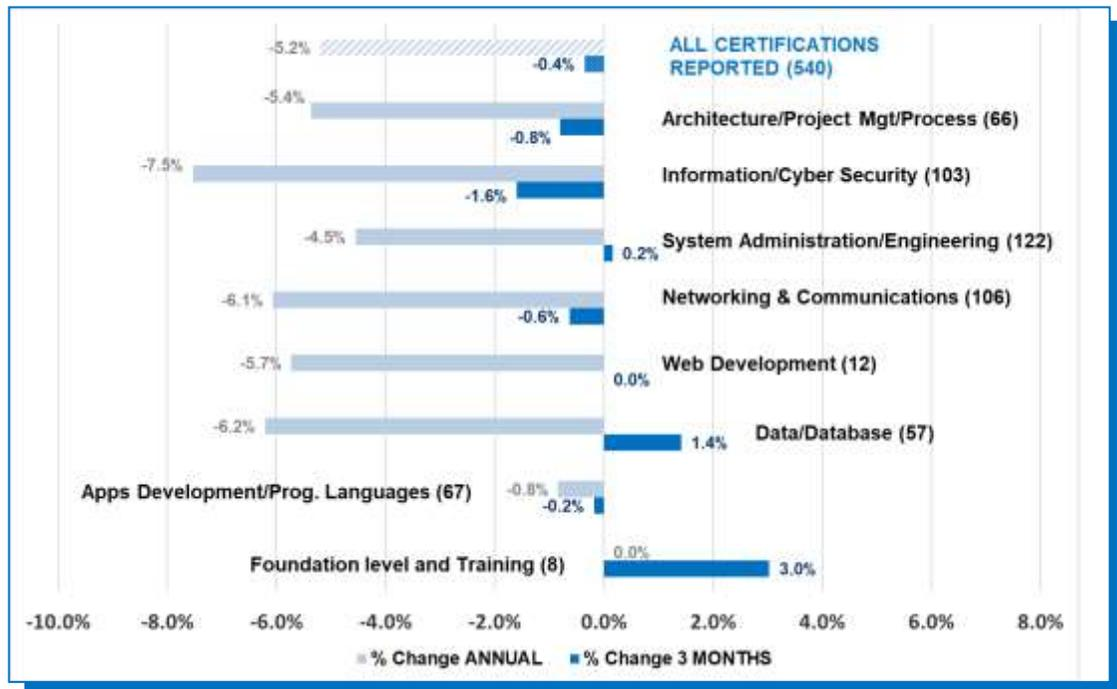 -5.2%
ALL CERTIFICATIONS
REPORTED (540)
-0.4%
-5.4%
Architecture/Project Mgt/Process (66)
-0.8%
-7.5%
Information/Cyber Security (103)
-1.6%
-4.5%
System Administration/Engineering (122)
0.2%
-6.1%
Networking & Communications (106)
-0.6%
-5.7%
Web Development (12)
0.0%
-6.2%
Data/Database (57)
1.4%
Apps Development/Prog. Languages (67)
-0.8%
-0.2%
0.0%
Foundation level and Training (8)
3.0%
-10.0% -8.0% -6.0% -4.0% -2.0% 0.0% 2.0% 4.0% 6.0% 8.0%
% Change ANNUAL % Change 3 MONTHS